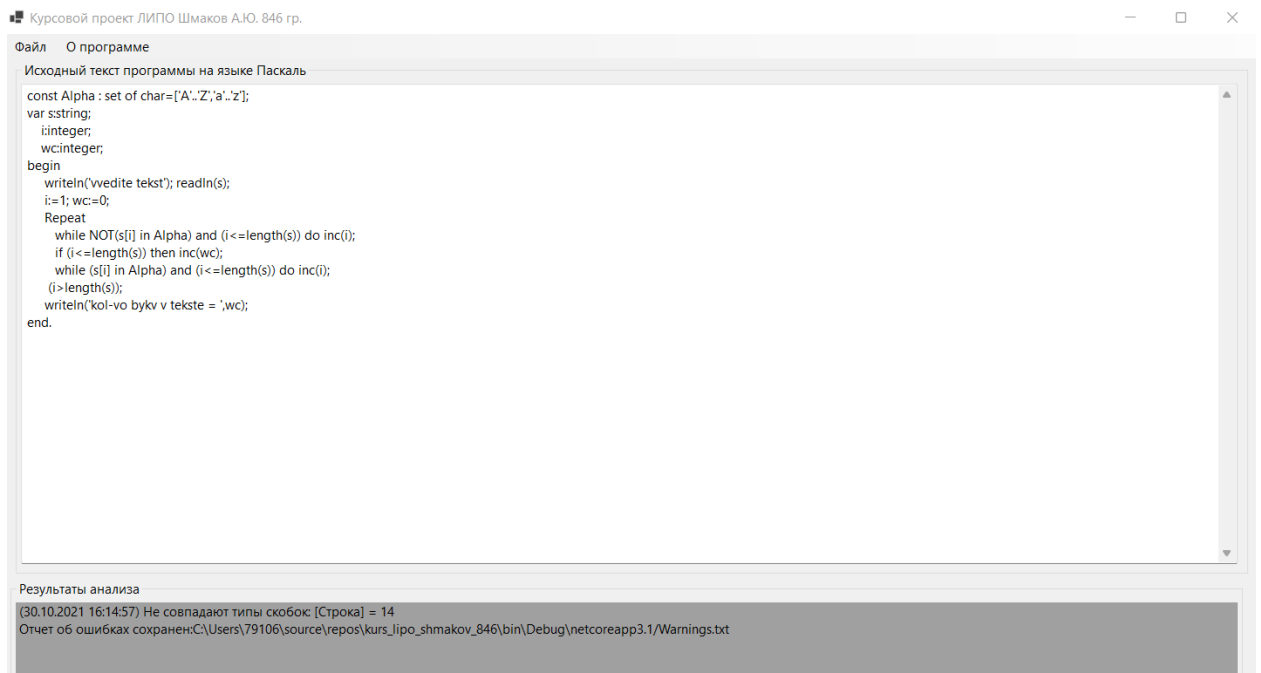 Курсовой проект ЛИПО Шмаков А.Ю. 846 гр.
Файл О программе
Исходный текст программы на языке Паскаль
const Alpha : set of char=['A'..'Z','a'..'z'];
var s:string;
i:integer;
wc:integer;
begin
writeln('vvedite tekst'); readln(s);
i:=1; wc:=0;
Repeat
while NOT(s[i] in Alpha) and (i<=length(s)) do inc(i);
if (i<=length(s)) then inc(wc);
while (s[i] in Alpha) and (i<=length(s)) do inc(i);
(i>length(s));
writeln('kol-vo bykv v tekste = ',wc);
end.
Результаты анализа
(30.10.2021 16:14:57) Не совпадают типы скобок: [Строка] = 14
Отчет об ошибках сохранен:C:\Users\79106\source\repos\kurs_lipo_shmakov_846\bin\Debug\netcoreapp3.1/Warnings.txt